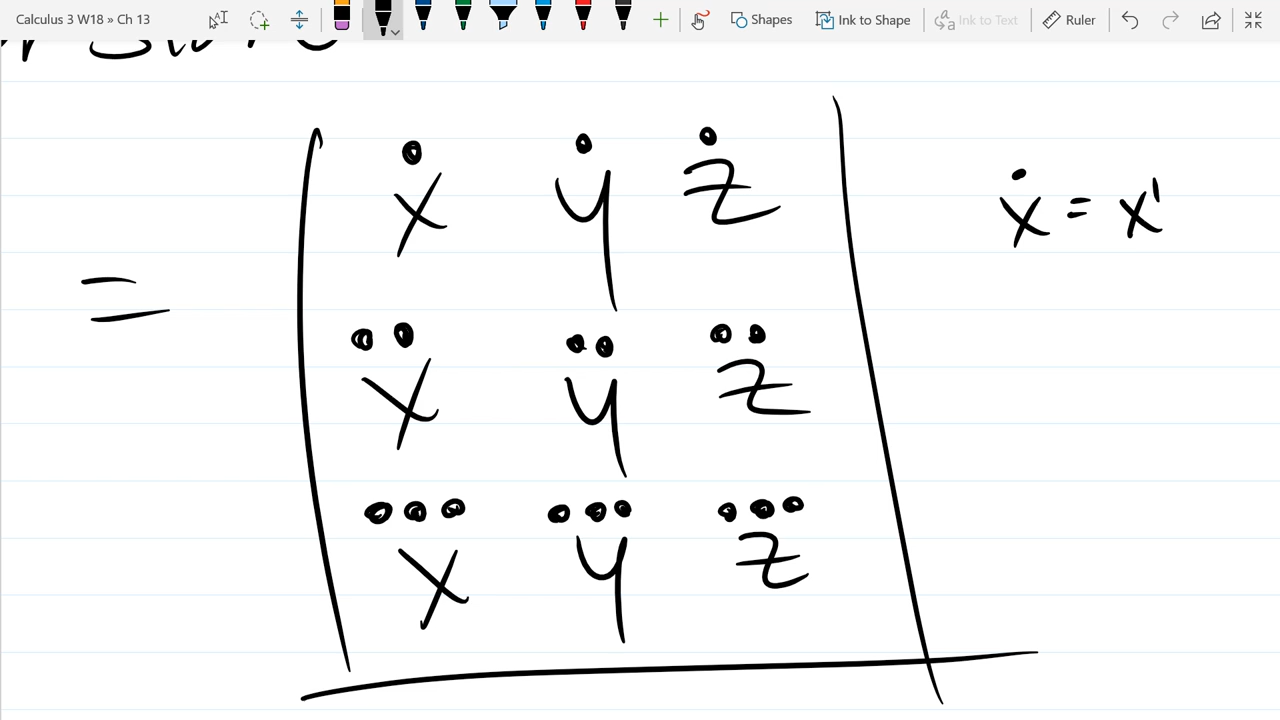 Calculus 3 W18 » Ch 13
Shapes
Ink to Shape
Ink to Text
Ruler
= | ẋ ẏ ż |
ẍ ÿ z̈
x⃛ y⃛ z⃛
ẋ = x'